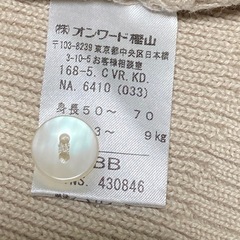 (株)オンワード樫山
〒103-8239 東京都中央区日本橋
3-10-5 お客様相談室
168-5. CVR. KD.
NA. 6410 (033)
身長50～ 70
3～ 9kg
BB
NS. 430846